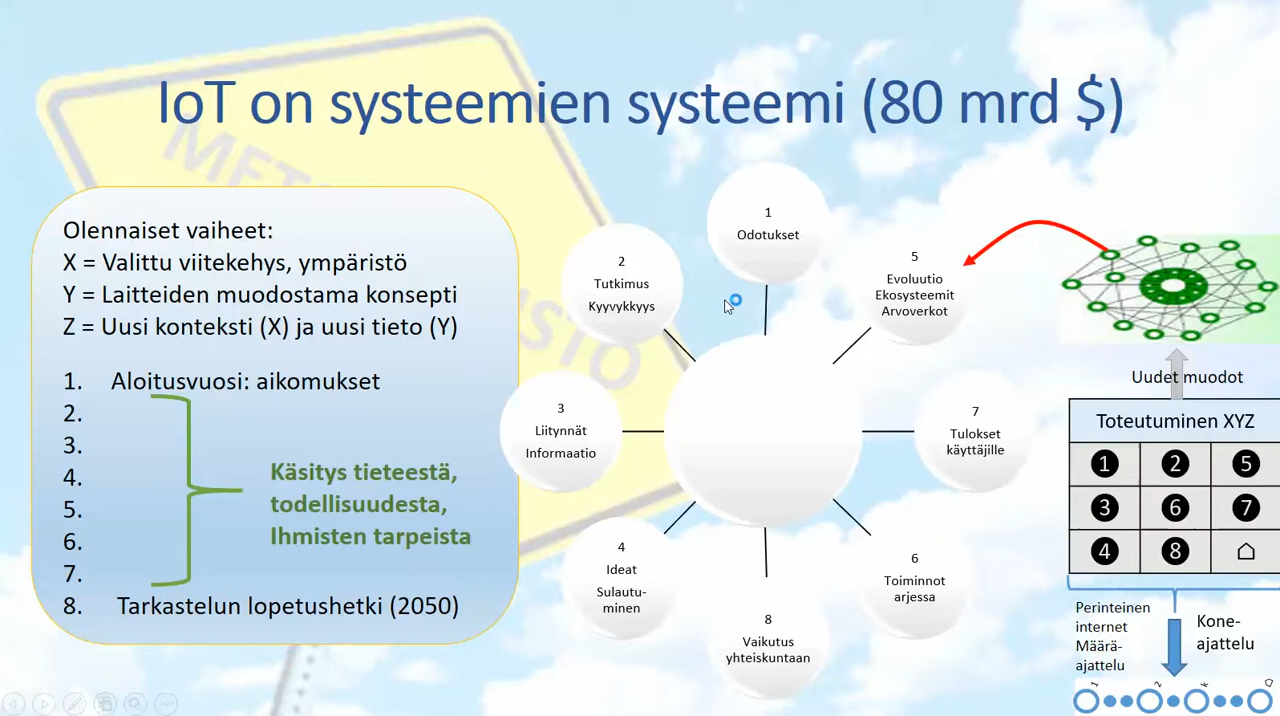 IoT on systeemien systeemi (80 mrd $)
Olennaiset vaiheet:
X = Valittu viitekehys, ympäristö
Y = Laitteiden muodostama konsepti
Z = Uusi konteksti (X) ja uusi tieto (Y)
1. Aloitusvuosi: aikomukset
2.
3.
4.
5.
6.
7.
8. Tarkastelun lopetushetki (2050)
Käsitys tieteestä,
todellisuudesta,
Ihmisten tarpeista
1
Odotukset
2
Tutkimus
Kyyvykkyys
3
Liitynnät
Informaatio
4
Ideat
Sulautu-
minen
5
Evoluutio
Ekosysteemit
Arvoverkot
7
Tulokset
käyttäjille
6
Toiminnot
arjessa
8
Vaikutus
yhteiskuntaan
Uudet muodot
Toteutuminen XYZ
1 2 5
3 6 7
4 8
Perinteinen
internet
Määrä-
ajattelu
Kone-
ajattelu
1 2 k